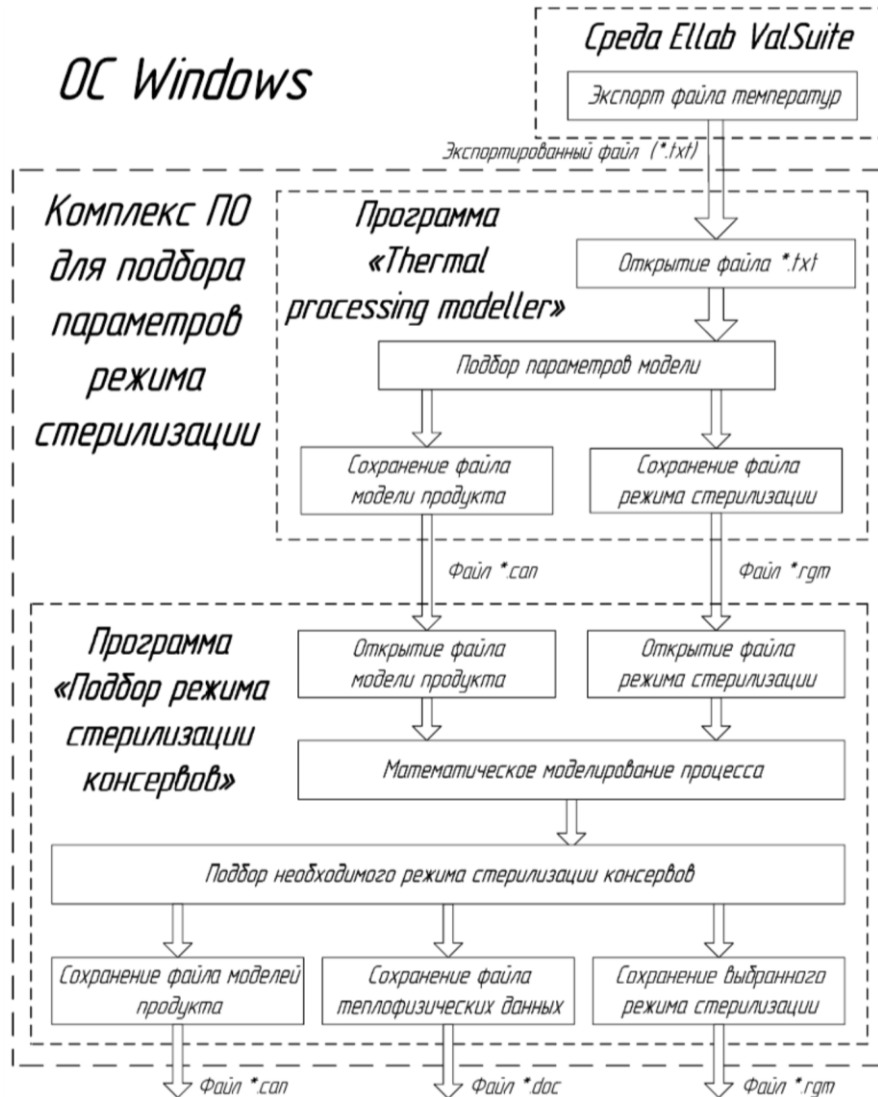 Среда Ellab ValSuite
ОС Windows
Экспорт файла температур
Экспортированный файл (*.txt)
Комплекс ПО
для подбора
параметров
режима
стерилизации
Программа
«Thermal
processing modeller»
Открытие файла *.txt
Подбор параметров модели
Сохранение файла
модели продукта
Сохранение файла
режима стерилизации
Файл *.can
Файл *.rgm
Программа
«Подбор режима
стерилизации
консервов»
Открытие файла
модели продукта
Открытие файла
режима стерилизации
Математическое моделирование процесса
Подбор необходимого режима стерилизации консервов
Сохранение файла моделей
продукта
Сохранение файла
теплофизических данных
Сохранение выбранного
режима стерилизации
Файл *.can
Файл *.doc
Файл *.rgm